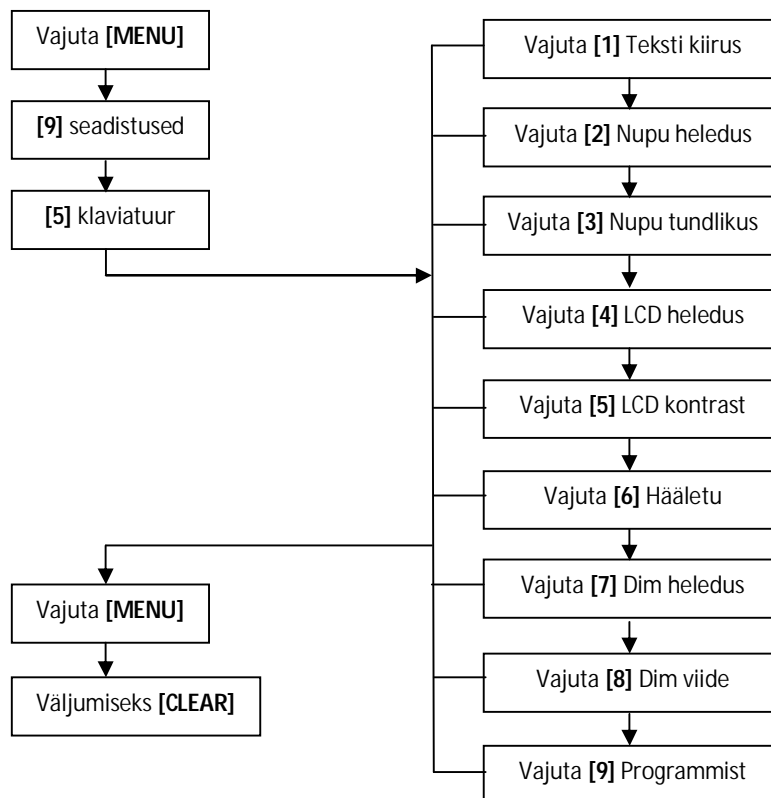 Vajuta [MENU]
[9] seadistused
[5] klaviatuur
Vajuta [1] Teksti kiirus
Vajuta [2] Nupu heledus
Vajuta [3] Nupu tundlikus
Vajuta [4] LCD heledus
Vajuta [5] LCD kontrast
Vajuta [6] Hääletu
Vajuta [7] Dim heledus
Vajuta [8] Dim viide
Vajuta [9] Programmist
Vajuta [MENU]
Väljumiseks [CLEAR]